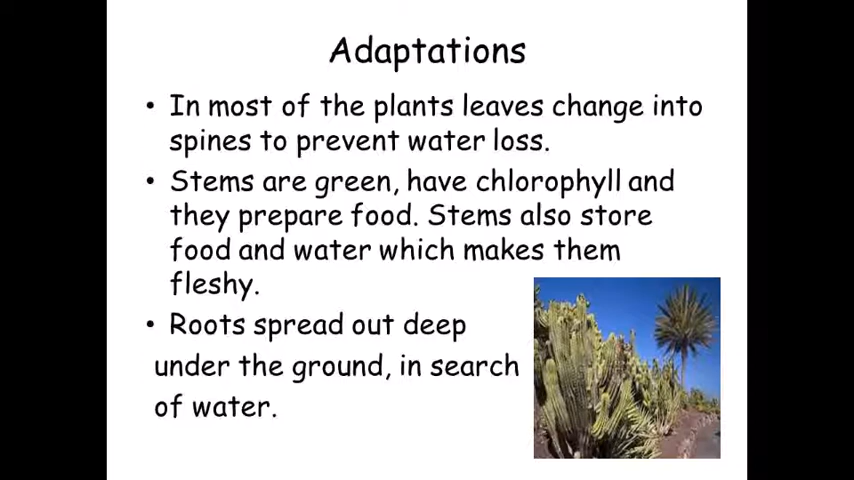 Adaptations
• In most of the plants leaves change into
spines to prevent water loss.
• Stems are green, have chlorophyll and
they prepare food. Stems also store
food and water which makes them
fleshy.
• Roots spread out deep
under the ground, in search
of water.